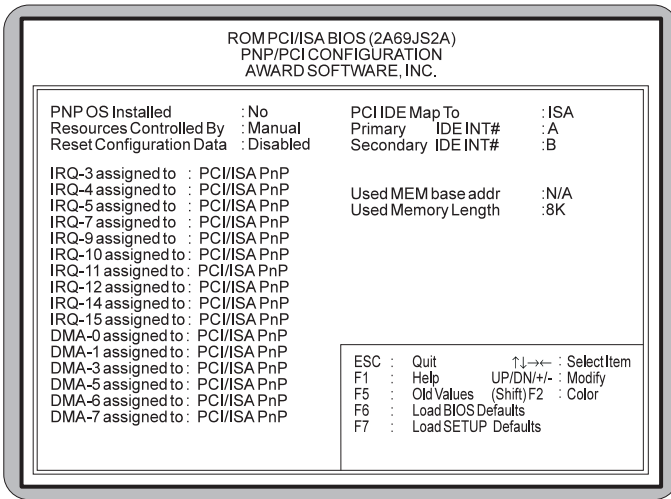 ROM PCI/ISA BIOS (2A69JS2A)
PNP/PCI CONFIGURATION
AWARD SOFTWARE, INC.
PNP OS Installed : No
Resources Controlled By : Manual
Reset Configuration Data : Disabled
IRQ-3 assigned to : PCI/ISA PnP
IRQ-4 assigned to : PCI/ISA PnP
IRQ-5 assigned to : PCI/ISA PnP
IRQ-7 assigned to : PCI/ISA PnP
IRQ-9 assigned to : PCI/ISA PnP
IRQ-10 assigned to : PCI/ISA PnP
IRQ-11 assigned to : PCI/ISA PnP
IRQ-12 assigned to : PCI/ISA PnP
IRQ-14 assigned to : PCI/ISA PnP
IRQ-15 assigned to : PCI/ISA PnP
DMA-0 assigned to : PCI/ISA PnP
DMA-1 assigned to : PCI/ISA PnP
DMA-3 assigned to : PCI/ISA PnP
DMA-5 assigned to : PCI/ISA PnP
DMA-6 assigned to : PCI/ISA PnP
DMA-7 assigned to : PCI/ISA PnP
PCI IDE Map To : ISA
Primary IDE INT# : A
Secondary IDE INT# : B
Used MEM base addr : N/A
Used Memory Length : 8K
ESC : Quit ↑↓→← : Select Item
F1 : Help UP/DN/+/- : Modify
F5 : Old Values (Shift) F2 : Color
F6 : Load BIOS Defaults
F7 : Load SETUP Defaults